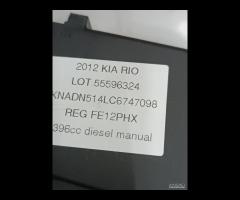 2012 KIA RIO
LOT 55596324
KNADN514LC6747098
REG FE12PHX
396cc diesel manual